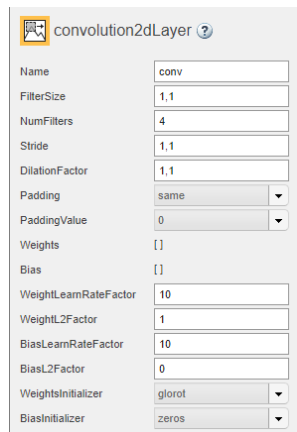 convolution2dLayer ?
Name conv
FilterSize 1,1
NumFilters 4
Stride 1,1
DilationFactor 1,1
Padding same
PaddingValue 0
Weights []
Bias []
WeightLearnRateFactor 10
WeightL2Factor 1
BiasLearnRateFactor 10
BiasL2Factor 0
WeightsInitializer glorot
BiasInitializer zeros